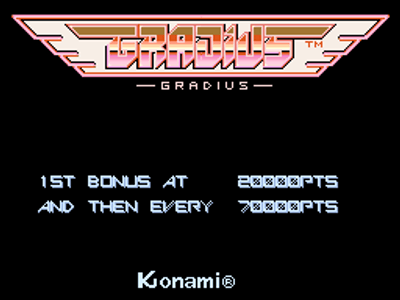 GRADIUS™
—GRADIUS—
1ST BONUS AT 20000PTS
AND THEN EVERY 70000PTS
Konami®